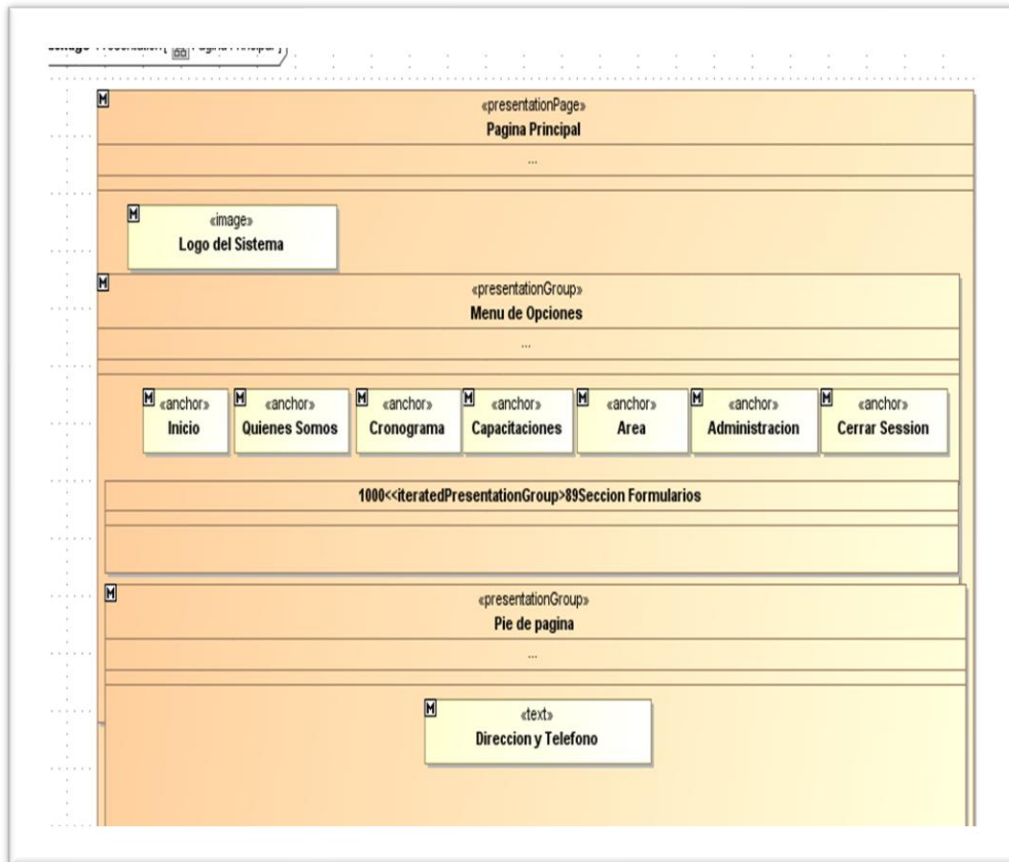 «presentationPage»
Pagina Principal
...
M
«image»
Logo del Sistema
M
«presentationGroup»
Menu de Opciones
...
M
«anchor»
Inicio
M
«anchor»
Quienes Somos
M
«anchor»
Cronograma
M
«anchor»
Capacitaciones
M
«anchor»
Area
M
«anchor»
Administracion
M
«anchor»
Cerrar Session
M
1000<<iteratedPresentationGroup>89Seccion Formularios
«presentationGroup»
Pie de pagina
...
M
«text»
Direccion y Telefono
M